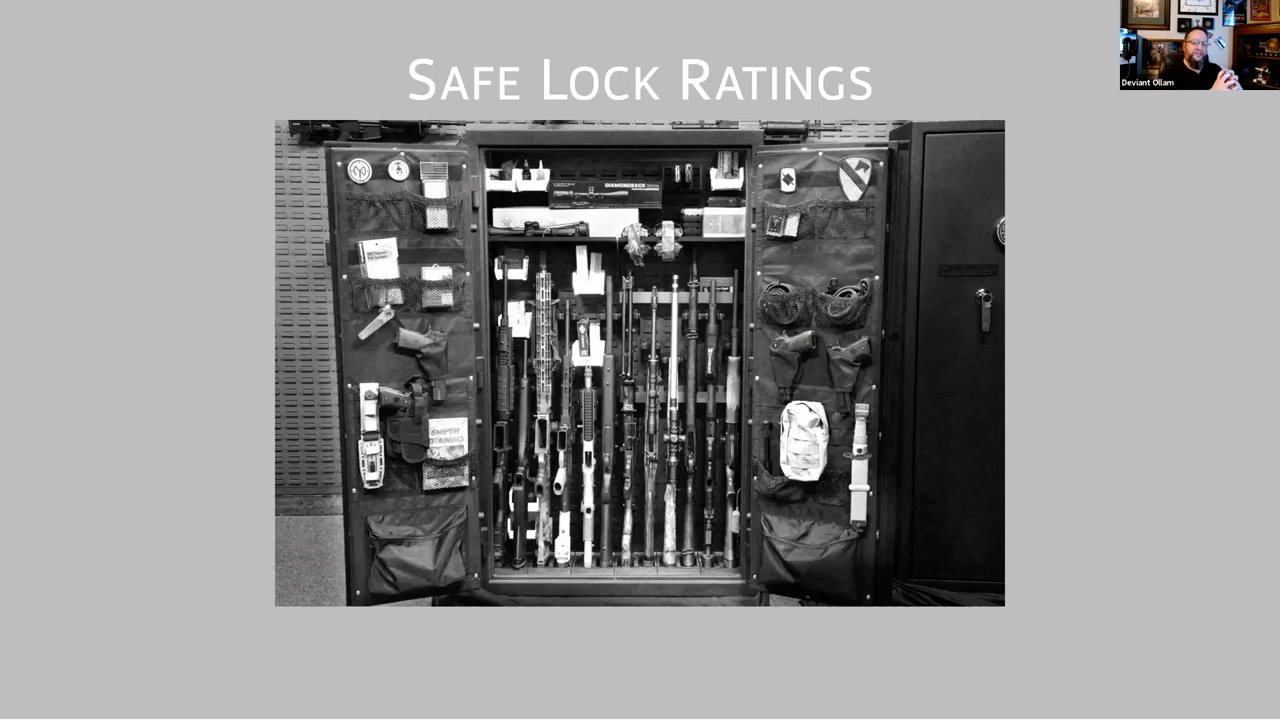 Safe Lock Ratings
Deviant Ollam
DIAMONDBACK
SNIPER
TRAINING